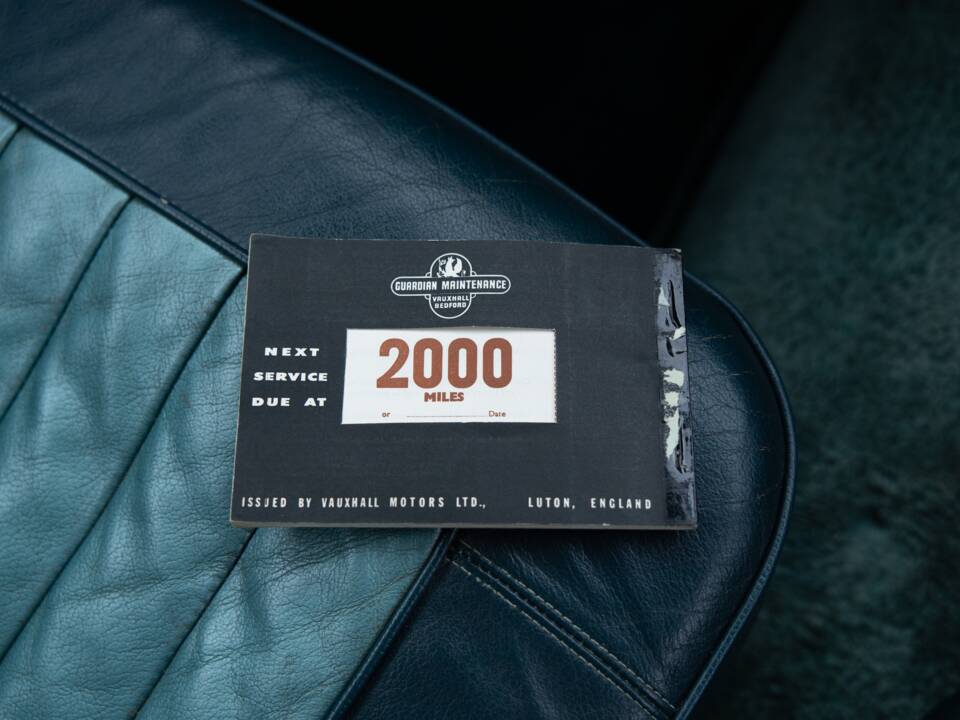 GUARDIAN MAINTENANCE
VAUXHALL
BEDFORD
NEXT
SERVICE
DUE AT
2000
MILES
or ............................ Date
ISSUED BY VAUXHALL MOTORS LTD., LUTON, ENGLAND